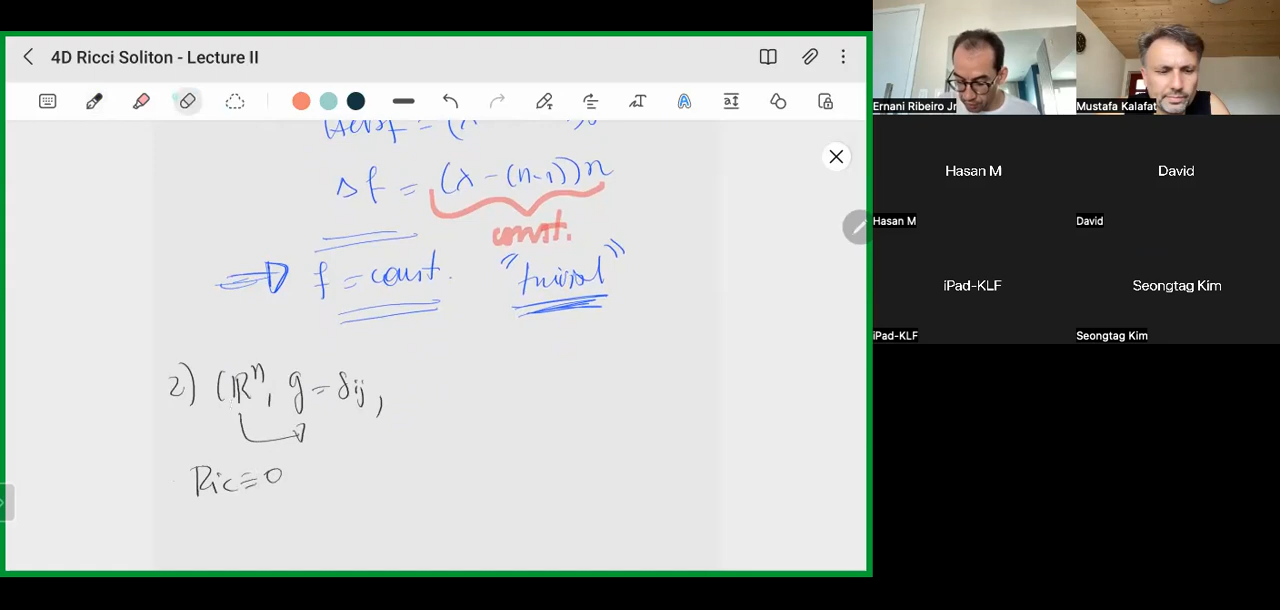 4D Ricci Soliton - Lecture II
Δf = (λ - (n-1))n
const.
⇒ f = const. "trivial"
2) (ℝⁿ, g = δij,
Ric ≡ 0
Ernani Ribeiro Jr
Mustafa Kalafat
Hasan M
David
Hasan M
David
iPad-KLF
Seongtag Kim
iPad-KLF
Seongtag Kim